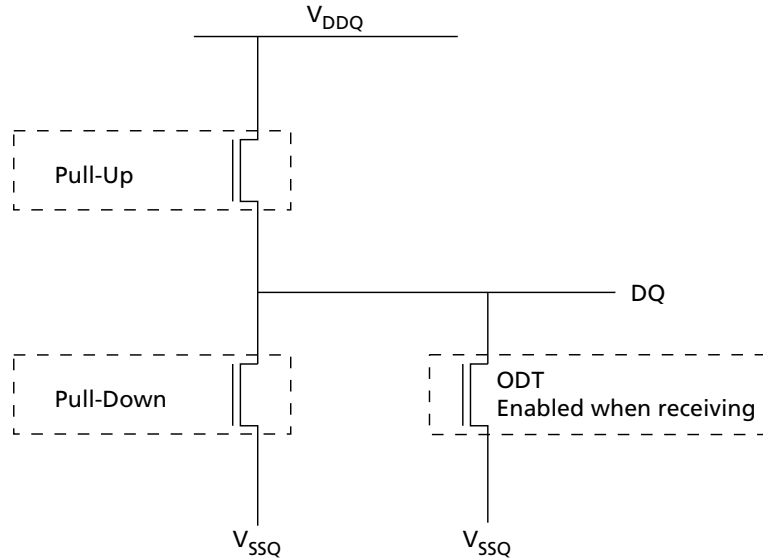 VDDQ
Pull-Up
DQ
Pull-Down
ODT
Enabled when receiving
VSSQ
VSSQ